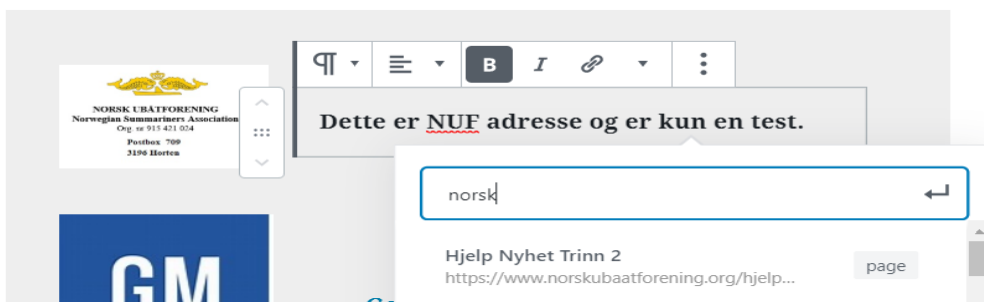 B I
NORSK UBÅTFORENING
Norwegian Summariners Association
Org. nr 915 421 024
Postbox 709
3196 Horten
Dette er NUF adresse og er kun en test.
norsk
Hjelp Nyhet Trinn 2
https://www.norskubaatforening.org/hjelp...
page
GM